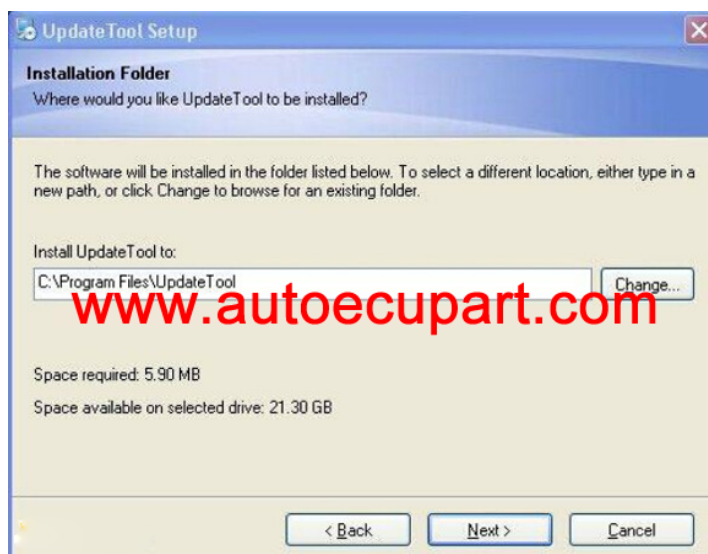 UpdateTool Setup
Installation Folder
Where would you like UpdateTool to be installed?
The software will be installed in the folder listed below. To select a different location, either type in a
new path, or click Change to browse for an existing folder.
Install UpdateTool to:
C:\Program Files\UpdateTool
Change...
www.autoecupart.com
Space required: 5.90 MB
Space available on selected drive: 21.30 GB
< Back
Next >
Cancel